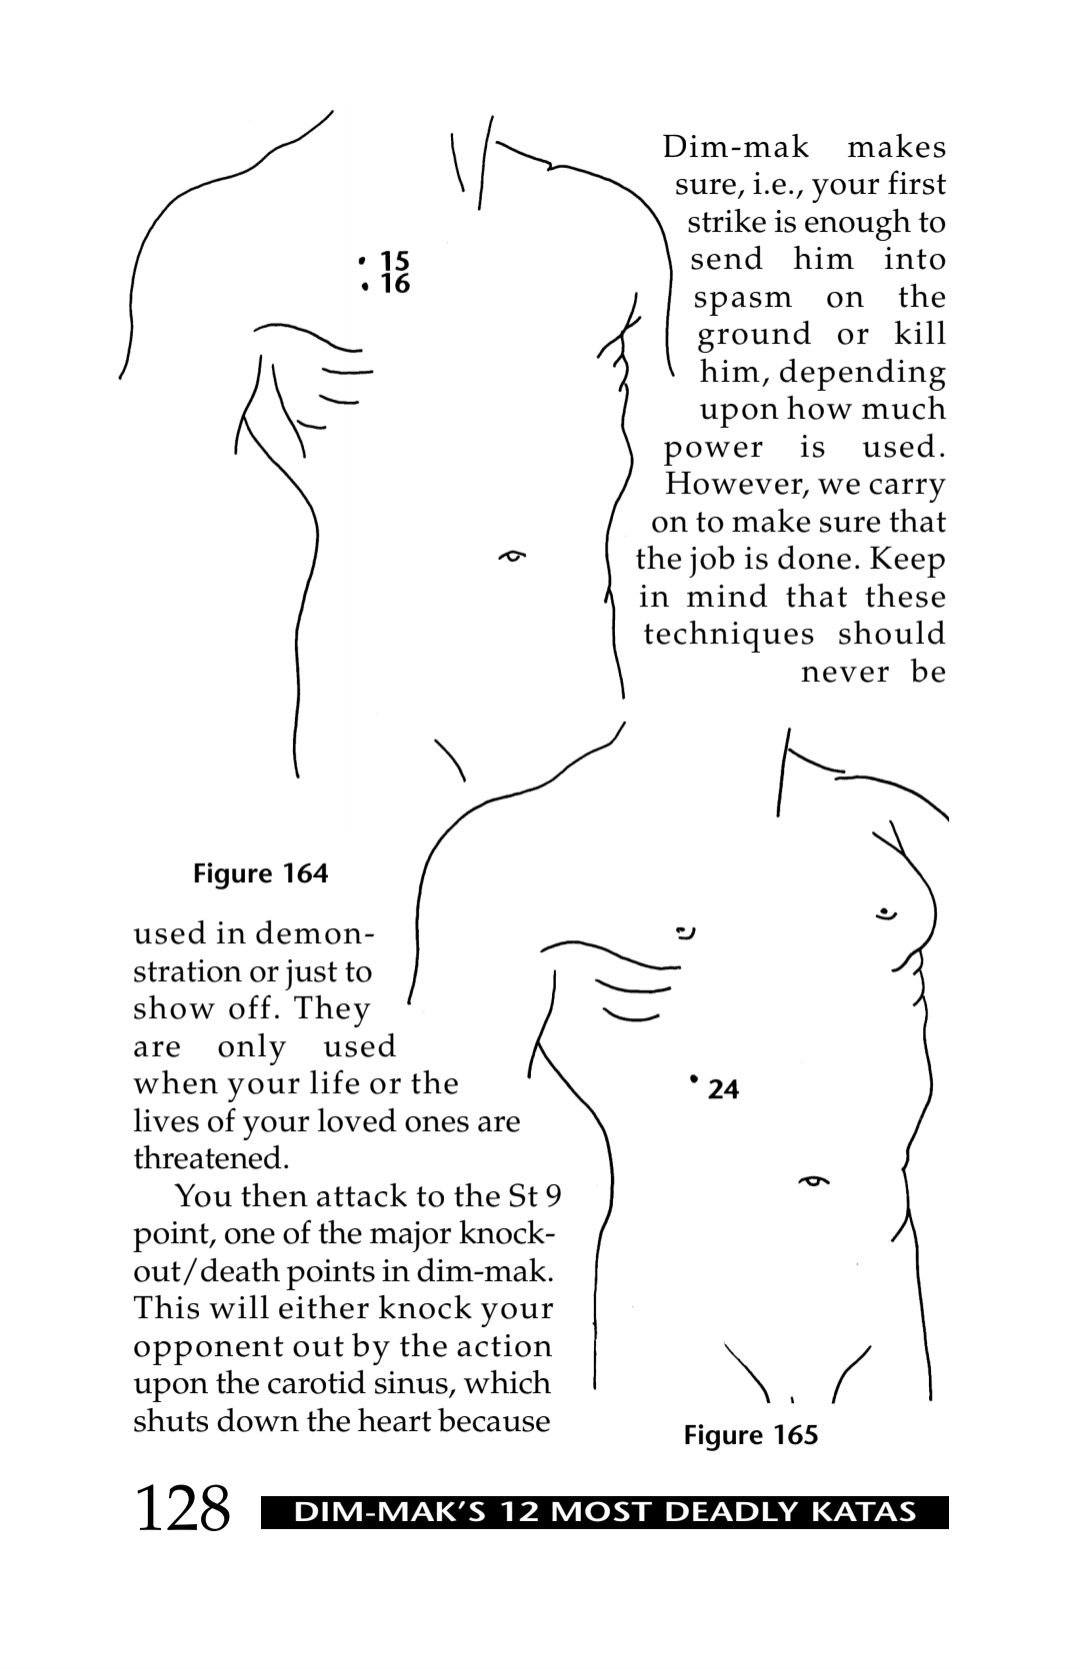 Dim-mak makes
sure, i.e., your first
strike is enough to
send him into
spasm on the
ground or kill
him, depending
upon how much
power is used.
However, we carry
on to make sure that
the job is done. Keep
in mind that these
techniques should
never be
15
16
Figure 164
used in demon-
stration or just to
show off. They
are only used
when your life or the
lives of your loved ones are
threatened.
You then attack to the St 9
point, one of the major knock-
out/death points in dim-mak.
This will either knock your
opponent out by the action
upon the carotid sinus, which
shuts down the heart because
24
Figure 165
128
DIM-MAK'S 12 MOST DEADLY KATAS